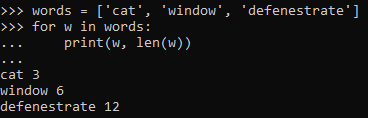 >>> words = ['cat', 'window', 'defenestrate']
>>> for w in words:
...     print(w, len(w))
...
cat 3
window 6
defenestrate 12